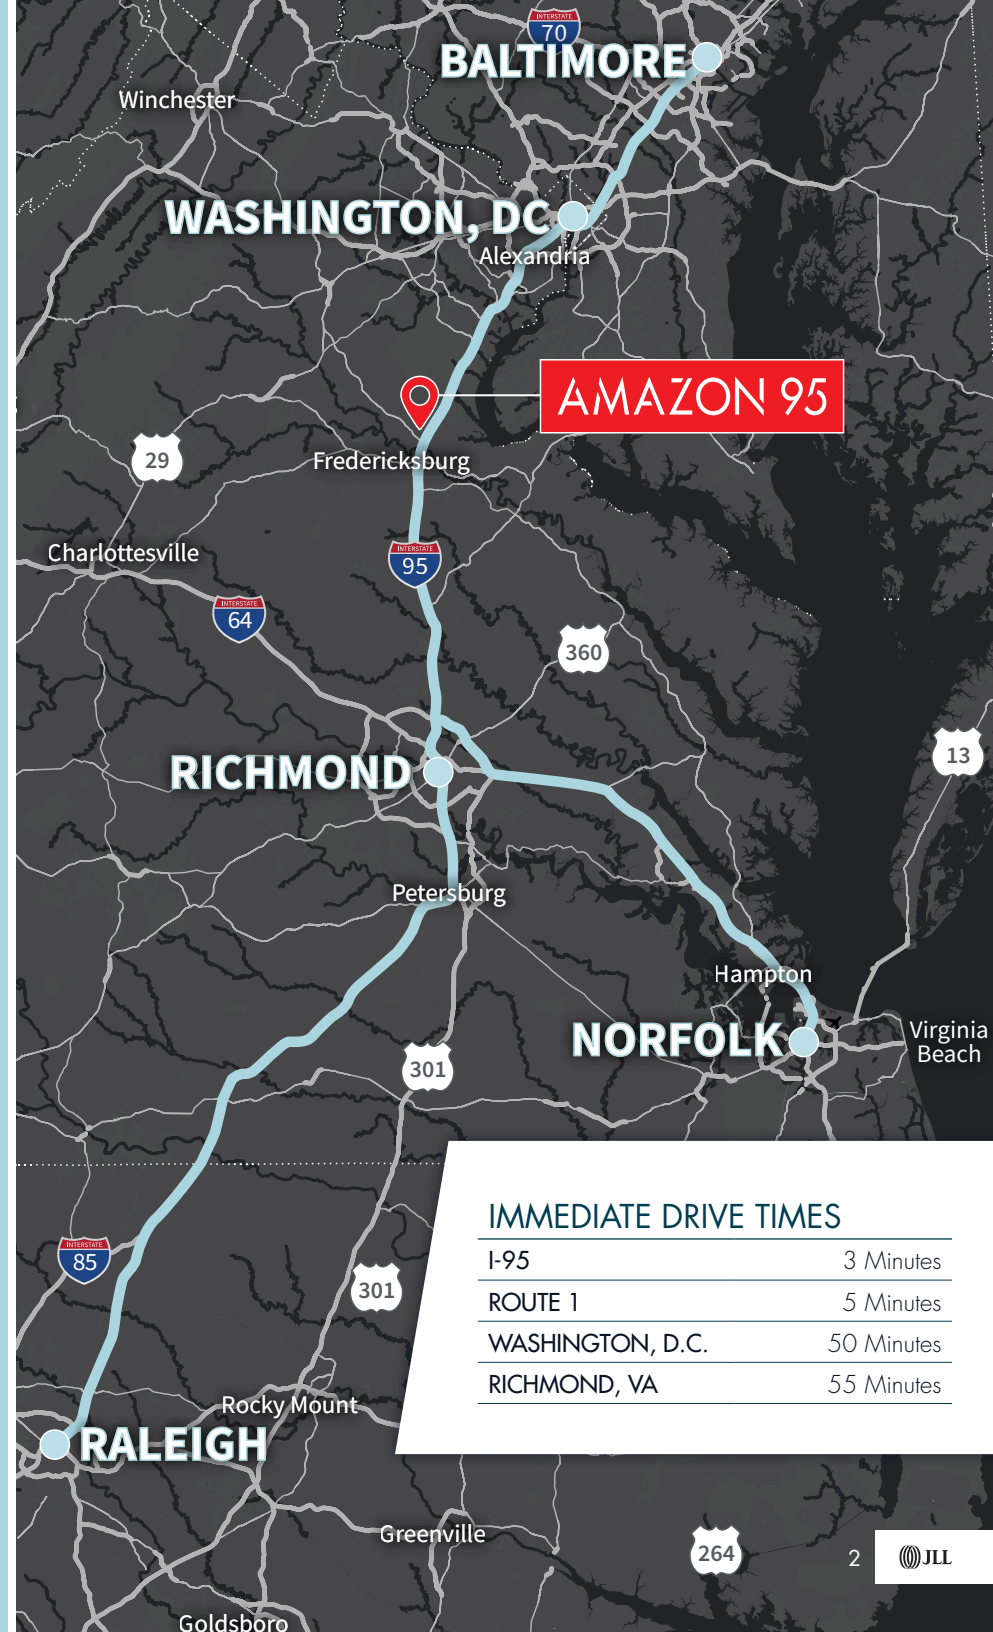 INTERSTATE
70
BALTIMORE
Winchester
WASHINGTON, DC
Alexandria
AMAZON 95
29
Fredericksburg
Charlottesville
INTERSTATE
95
INTERSTATE
64
360
RICHMOND
13
Petersburg
Hampton
NORFOLK
Virginia
Beach
301
IMMEDIATE DRIVE TIMES
I-95 3 Minutes
ROUTE 1 5 Minutes
WASHINGTON, D.C. 50 Minutes
RICHMOND, VA 55 Minutes
INTERSTATE
85
301
Rocky Mount
RALEIGH
Greenville
264
2
JLL
Goldsboro